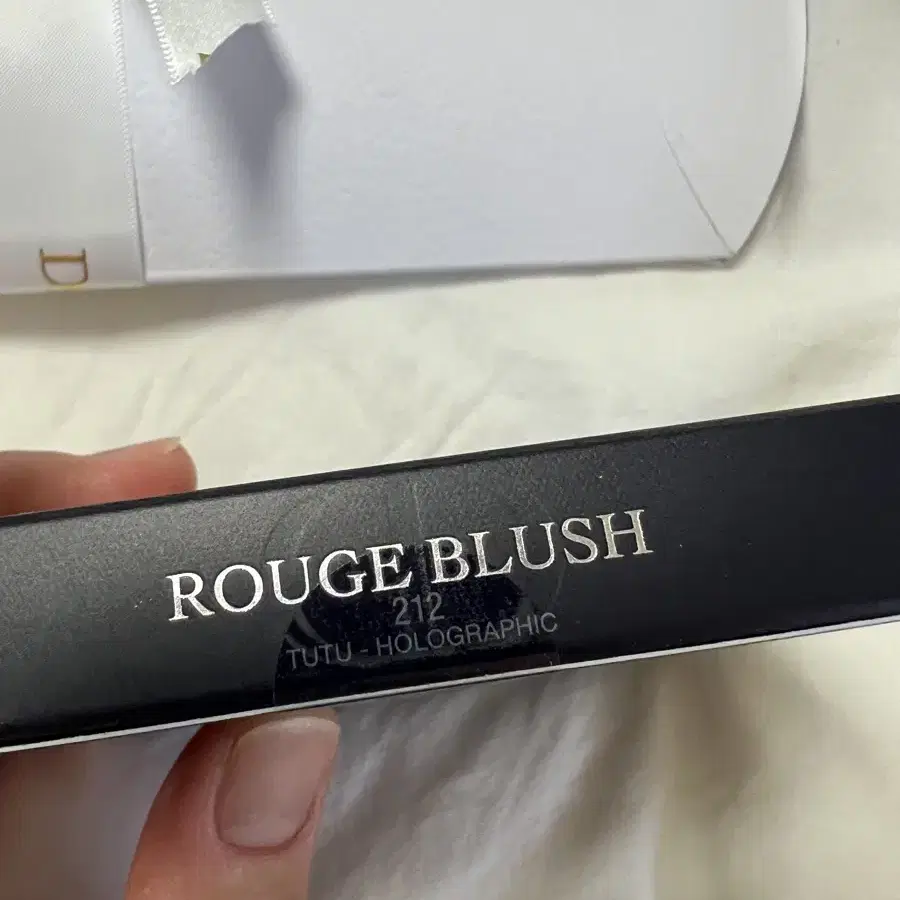 D
ROUGE BLUSH
212
TUTU - HOLOGRAPHIC